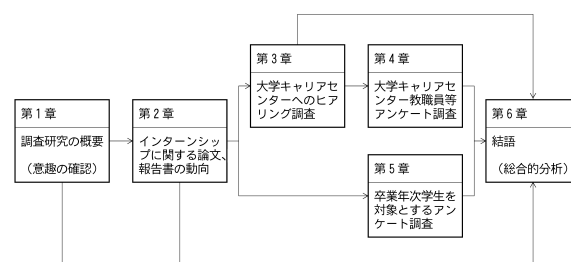 第1章
調査研究の概要
（意趣の確認）
第2章
インターンシッ
プに関する論文、
報告書の動向
第3章
大学キャリアセ
ンターへのヒア
リング調査
第4章
大学キャリアセ
ンター教職員等
アンケート調査
第5章
卒業年次学生を
対象とするアン
ケート調査
第6章
結語
（総合的分析）